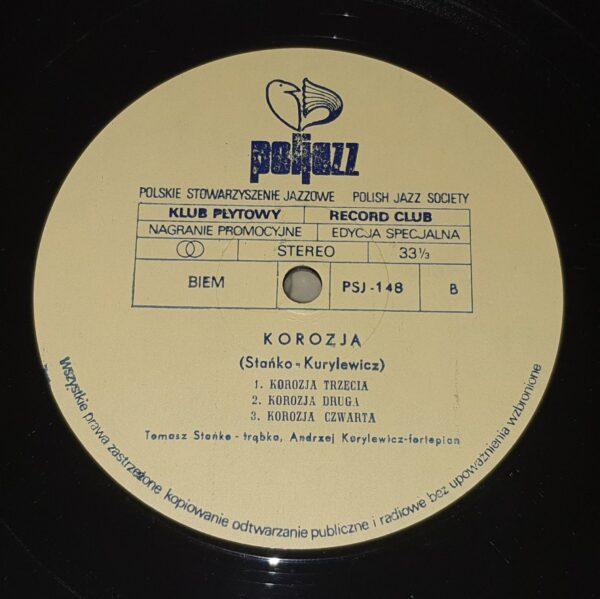 poljazz
POLSKIE STOWARZYSZENIE JAZZOWE POLISH JAZZ SOCIETY
KLUB PŁYTOWY RECORD CLUB
NAGRANIE PROMOCYJNE EDYCJA SPECJALNA
STEREO 33⅓
BIEM PSJ-148 B
KOROZJA
(Stańko-Kurylewicz)
1. KOROZJA TRZECIA
2. KOROZJA DRUGA
3. KOROZJA CZWARTA
Tomasz Stańko - trąbka, Andrzej Kurylewicz-fortepian
Wszystkie prawa zastrzeżone kopiowanie odtwarzanie publiczne i radiowe bez upoważnienia wzbronione